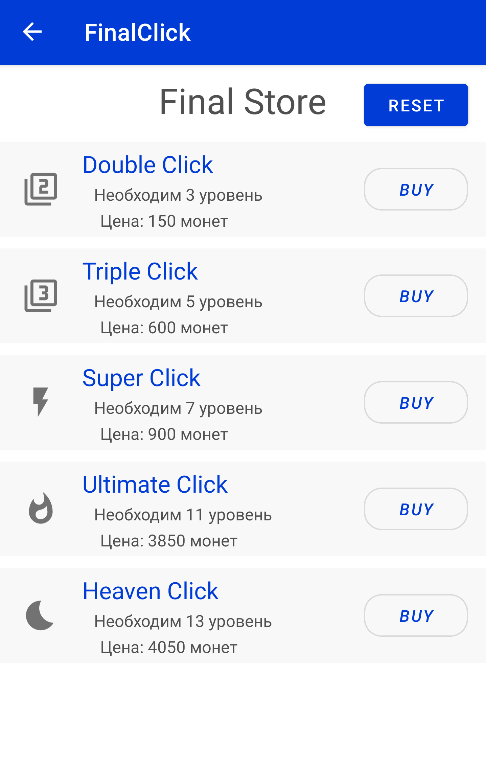 FinalClick
Final Store
RESET
Double Click
Необходим 3 уровень
Цена: 150 монет
BUY
Triple Click
Необходим 5 уровень
Цена: 600 монет
BUY
Super Click
Необходим 7 уровень
Цена: 900 монет
BUY
Ultimate Click
Необходим 11 уровень
Цена: 3850 монет
BUY
Heaven Click
Необходим 13 уровень
Цена: 4050 монет
BUY